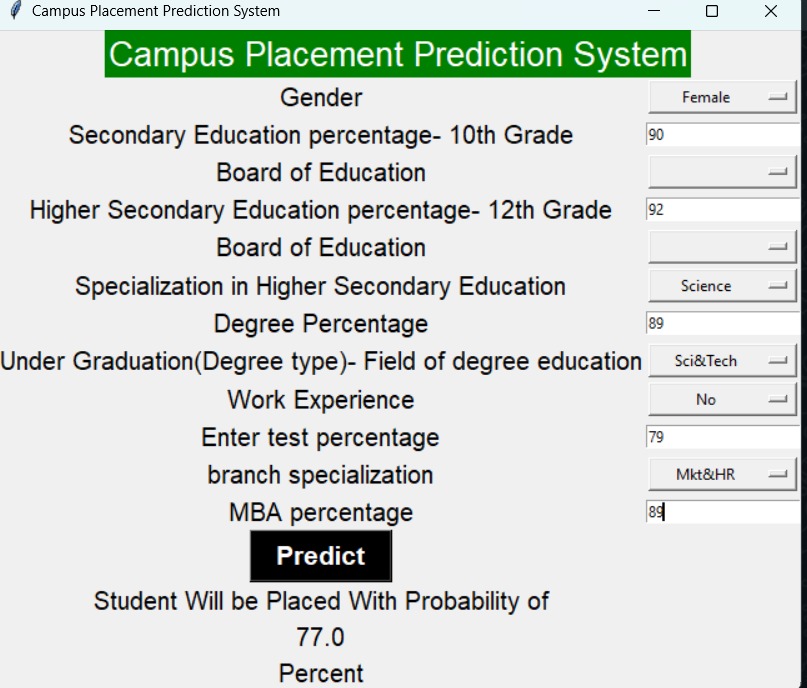 Campus Placement Prediction System
Campus Placement Prediction System
Gender Female
Secondary Education percentage- 10th Grade 90
Board of Education
Higher Secondary Education percentage- 12th Grade 92
Board of Education
Specialization in Higher Secondary Education Science
Degree Percentage 89
Under Graduation(Degree type)- Field of degree education Sci&Tech
Work Experience No
Enter test percentage 79
branch specialization Mkt&HR
MBA percentage 89
Predict
Student Will be Placed With Probability of
77.0
Percent